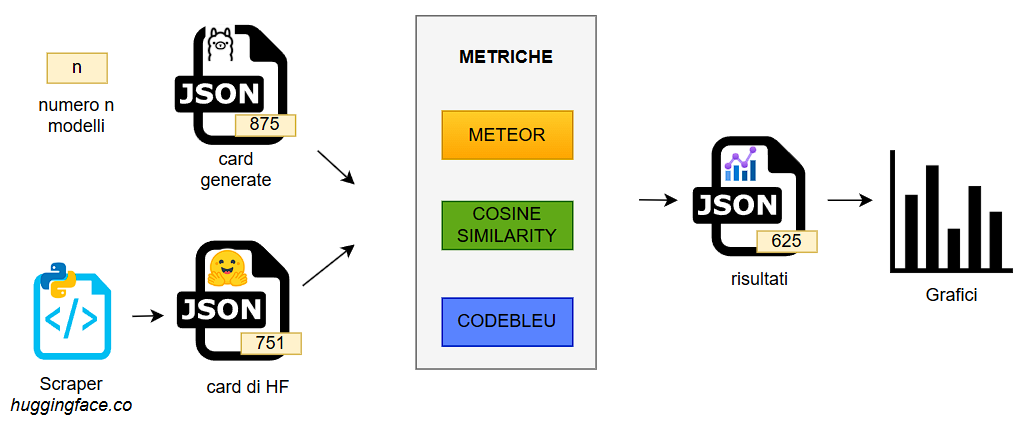 n
numero n
modelli
JSON
875
card
generate
Scraper
huggingface.co
JSON
751
card di HF
METRICHE
METEOR
COSINE
SIMILARITY
CODEBLEU
JSON
625
risultati
Grafici